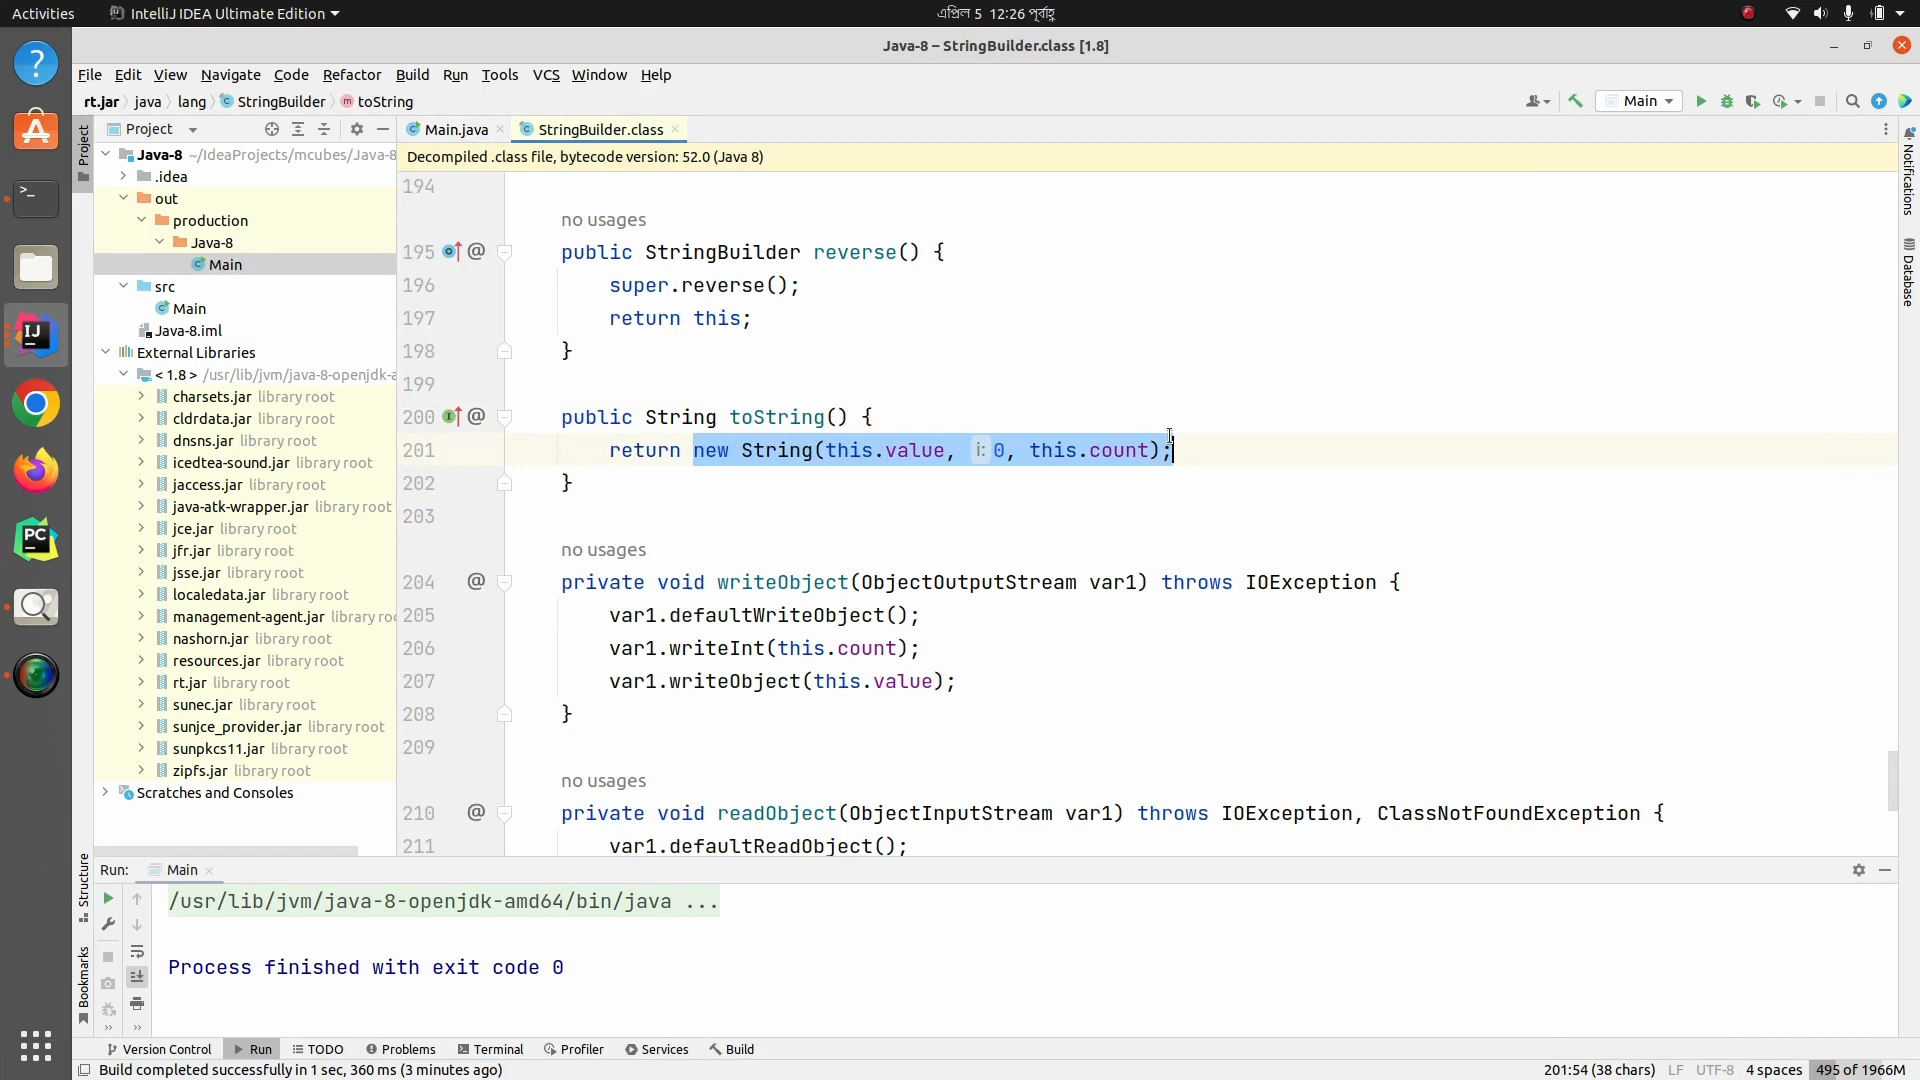 Activities IntelliJ IDEA Ultimate Edition এপ্রিল 5 12:26 পূর্বাহ্ণ
Java-8 – StringBuilder.class [1.8]
File Edit View Navigate Code Refactor Build Run Tools VCS Window Help
rt.jar java lang StringBuilder toString Main
Project Main.java StringBuilder.class
Decompiled .class file, bytecode version: 52.0 (Java 8)
Project
Structure
Bookmarks
Notifications
Database
Java-8 ~/IdeaProjects/mcubes/Java-8
.idea
out
production
Java-8
Main
src
Main
Java-8.iml
External Libraries
< 1.8 > /usr/lib/jvm/java-8-openjdk-a
charsets.jar library root
cldrdata.jar library root
dnsns.jar library root
icedtea-sound.jar library root
jaccess.jar library root
java-atk-wrapper.jar library root
jce.jar library root
jfr.jar library root
jsse.jar library root
localedata.jar library root
management-agent.jar library roo
nashorn.jar library root
resources.jar library root
rt.jar library root
sunec.jar library root
sunjce_provider.jar library root
sunpkcs11.jar library root
zipfs.jar library root
Scratches and Consoles
194
no usages
195 @ public StringBuilder reverse() {
196 super.reverse();
197 return this;
198 }
199
200 @ public String toString() {
201 return new String(this.value, i: 0, this.count);
202 }
203
no usages
204 @ private void writeObject(ObjectOutputStream var1) throws IOException {
205 var1.defaultWriteObject();
206 var1.writeInt(this.count);
207 var1.writeObject(this.value);
208 }
209
no usages
210 @ private void readObject(ObjectInputStream var1) throws IOException, ClassNotFoundException {
211 var1.defaultReadObject();
Run: Main
/usr/lib/jvm/java-8-openjdk-amd64/bin/java ...
Process finished with exit code 0
Version Control Run TODO Problems Terminal Profiler Services Build
Build completed successfully in 1 sec, 360 ms (3 minutes ago) 201:54 (38 chars) LF UTF-8 4 spaces 495 of 1966M